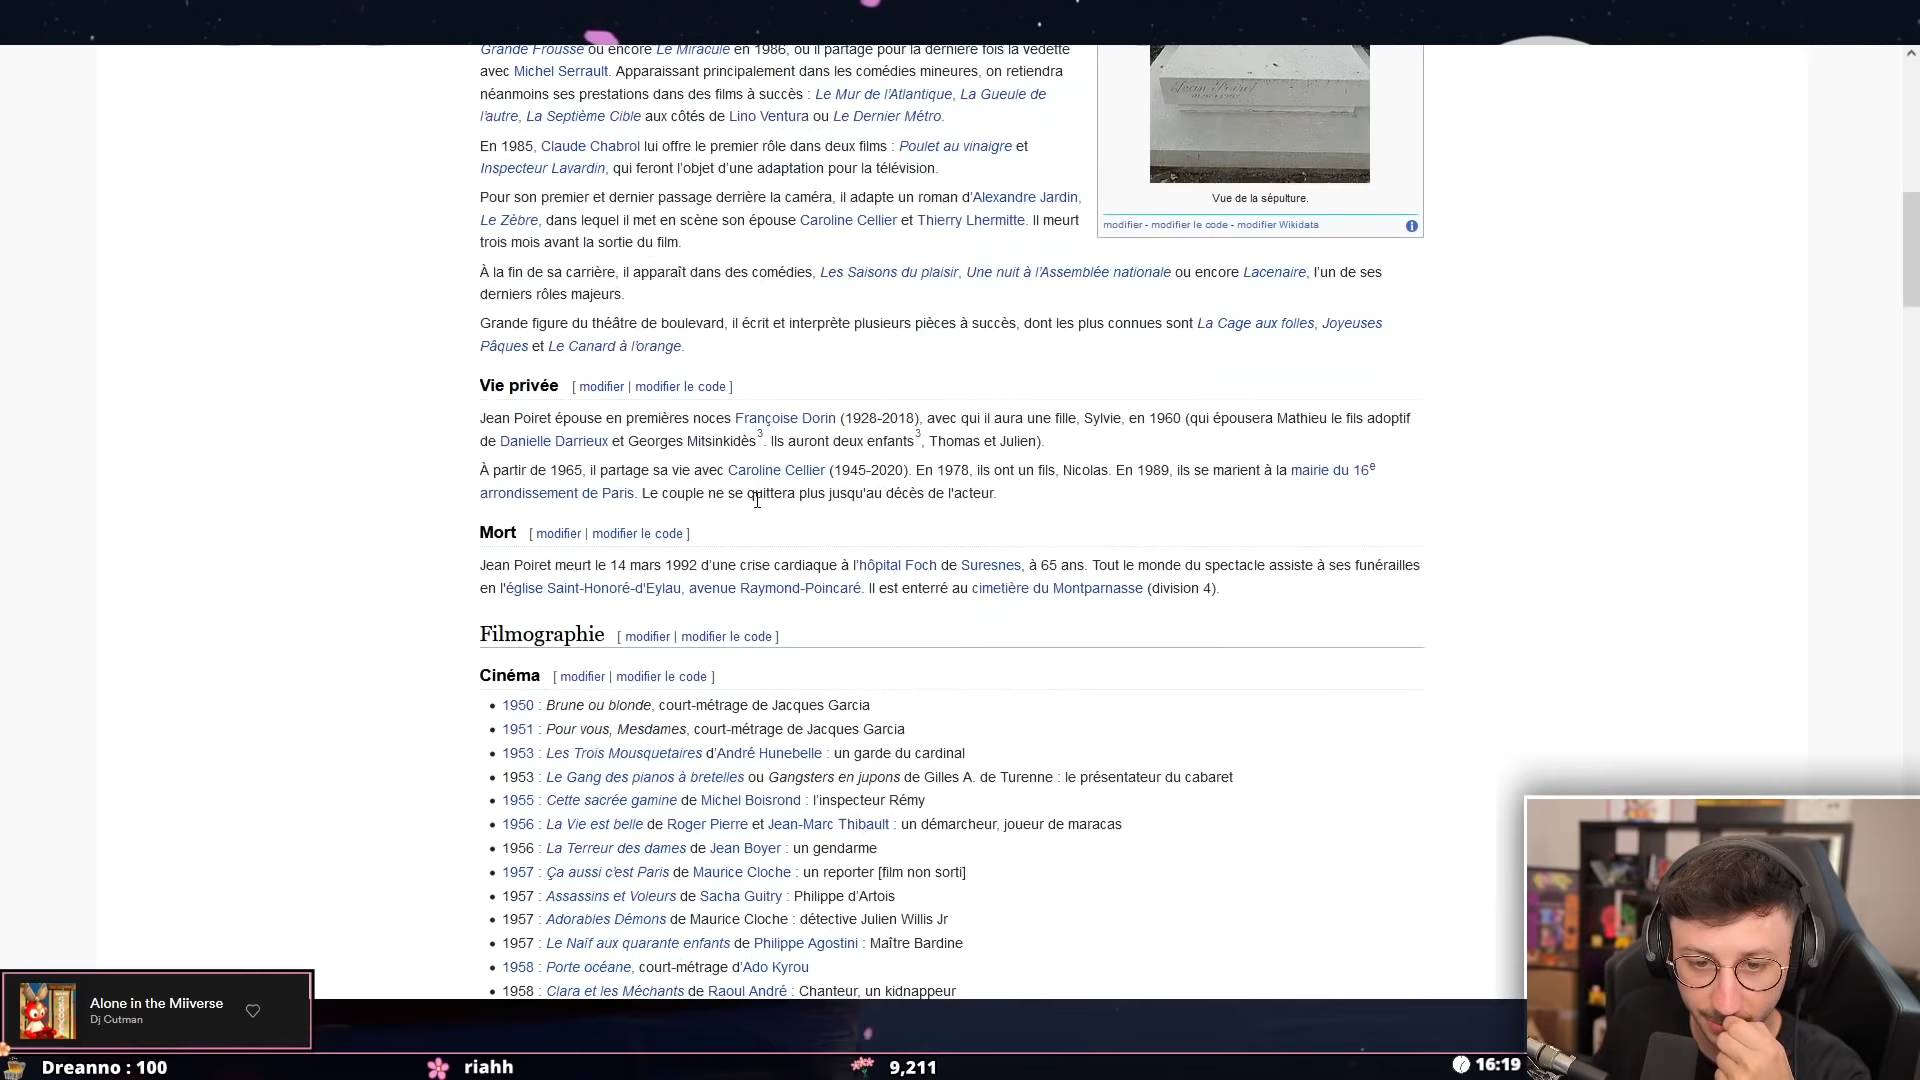 Grande Frousse ou encore Le Miraculé en 1986, où il partage pour la dernière fois la vedette
avec Michel Serrault. Apparaissant principalement dans les comédies mineures, on retiendra
néanmoins ses prestations dans des films à succès : Le Mur de l'Atlantique, La Gueule de
l'autre, La Septième Cible aux côtés de Lino Ventura ou Le Dernier Métro.
En 1985, Claude Chabrol lui offre le premier rôle dans deux films : Poulet au vinaigre et
Inspecteur Lavardin, qui feront l'objet d'une adaptation pour la télévision.
Pour son premier et dernier passage derrière la caméra, il adapte un roman d'Alexandre Jardin,
Le Zèbre, dans lequel il met en scène son épouse Caroline Cellier et Thierry Lhermitte. Il meurt
trois mois avant la sortie du film.
Jean Poiret
Vue de la sépulture.
modifier - modifier le code - modifier Wikidata
À la fin de sa carrière, il apparaît dans des comédies, Les Saisons du plaisir, Une nuit à l'Assemblée nationale ou encore Lacenaire, l'un de ses
derniers rôles majeurs.
Grande figure du théâtre de boulevard, il écrit et interprète plusieurs pièces à succès, dont les plus connues sont La Cage aux folles, Joyeuses
Pâques et Le Canard à l'orange.
Vie privée [ modifier | modifier le code ]
Jean Poiret épouse en premières noces Françoise Dorin (1928-2018), avec qui il aura une fille, Sylvie, en 1960 (qui épousera Mathieu le fils adoptif
de Danielle Darrieux et Georges Mitsinkidès3. Ils auront deux enfants3, Thomas et Julien).
À partir de 1965, il partage sa vie avec Caroline Cellier (1945-2020). En 1978, ils ont un fils, Nicolas. En 1989, ils se marient à la mairie du 16e
arrondissement de Paris. Le couple ne se quittera plus jusqu'au décès de l'acteur.
Mort [ modifier | modifier le code ]
Jean Poiret meurt le 14 mars 1992 d'une crise cardiaque à l'hôpital Foch de Suresnes, à 65 ans. Tout le monde du spectacle assiste à ses funérailles
en l'église Saint-Honoré-d'Eylau, avenue Raymond-Poincaré. Il est enterré au cimetière du Montparnasse (division 4).
Filmographie [ modifier | modifier le code ]
Cinéma [ modifier | modifier le code ]
• 1950 : Brune ou blonde, court-métrage de Jacques Garcia
• 1951 : Pour vous, Mesdames, court-métrage de Jacques Garcia
• 1953 : Les Trois Mousquetaires d'André Hunebelle : un garde du cardinal
• 1953 : Le Gang des pianos à bretelles ou Gangsters en jupons de Gilles A. de Turenne : le présentateur du cabaret
• 1955 : Cette sacrée gamine de Michel Boisrond : l'inspecteur Rémy
• 1956 : La Vie est belle de Roger Pierre et Jean-Marc Thibault : un démarcheur, joueur de maracas
• 1956 : La Terreur des dames de Jean Boyer : un gendarme
• 1957 : Ça aussi c'est Paris de Maurice Cloche : un reporter [film non sorti]
• 1957 : Assassins et Voleurs de Sacha Guitry : Philippe d'Artois
• 1957 : Adorables Démons de Maurice Cloche : détective Julien Willis Jr
• 1957 : Le Naïf aux quarante enfants de Philippe Agostini : Maître Bardine
• 1958 : Porte océane, court-métrage d'Ado Kyrou
• 1958 : Clara et les Méchants de Raoul André : Chanteur, un kidnappeur
Alone in the Miiverse
Dj Cutman
Dreanno : 100
riahh
9,211
16:19